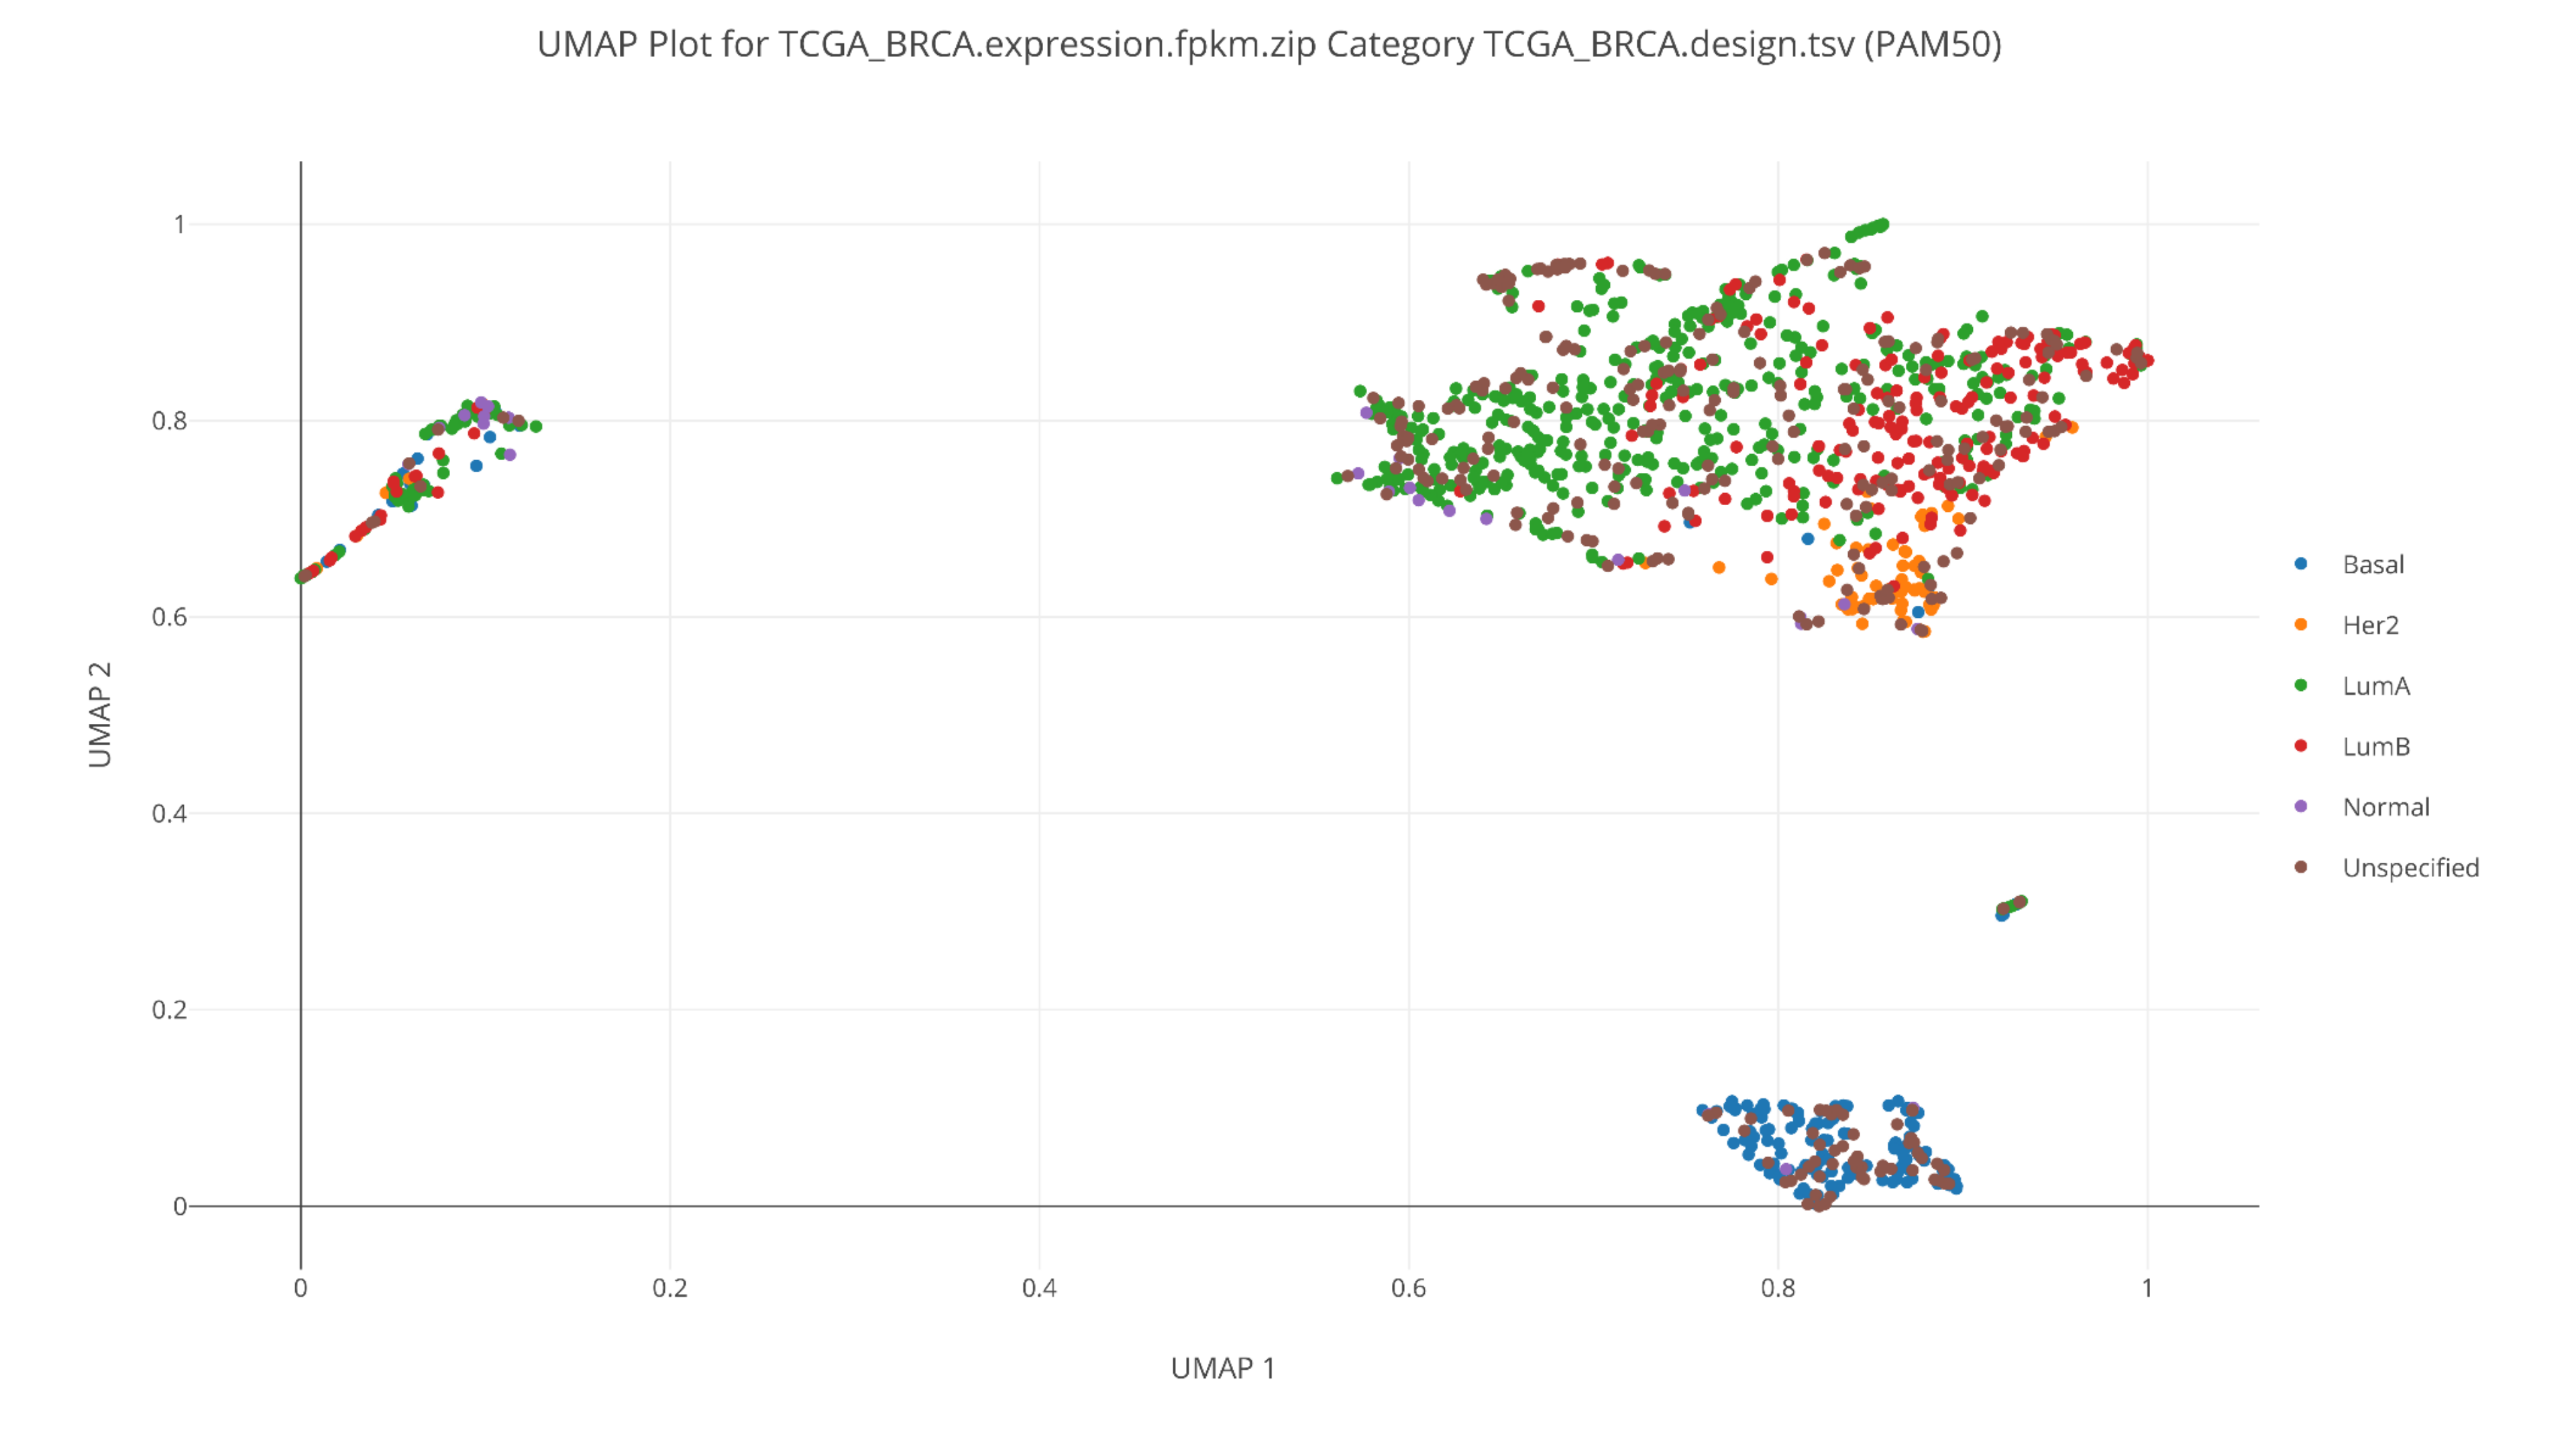 UMAP Plot for TCGA_BRCA.expression.fpkm.zip Category TCGA_BRCA.design.tsv (PAM50)
1
0.8
0.6
0.4
0.2
0
UMAP 2
0 0.2 0.4 0.6 0.8 1
UMAP 1
Basal
Her2
LumA
LumB
Normal
Unspecified